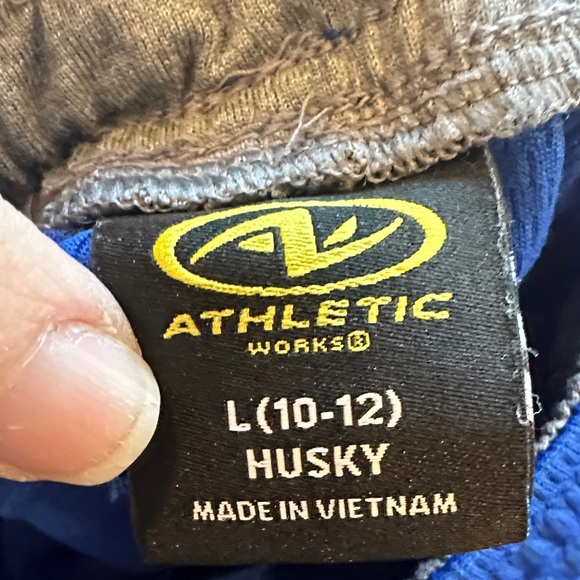 ATHLETIC
WORKS®
L(10-12)
HUSKY
MADE IN VIETNAM